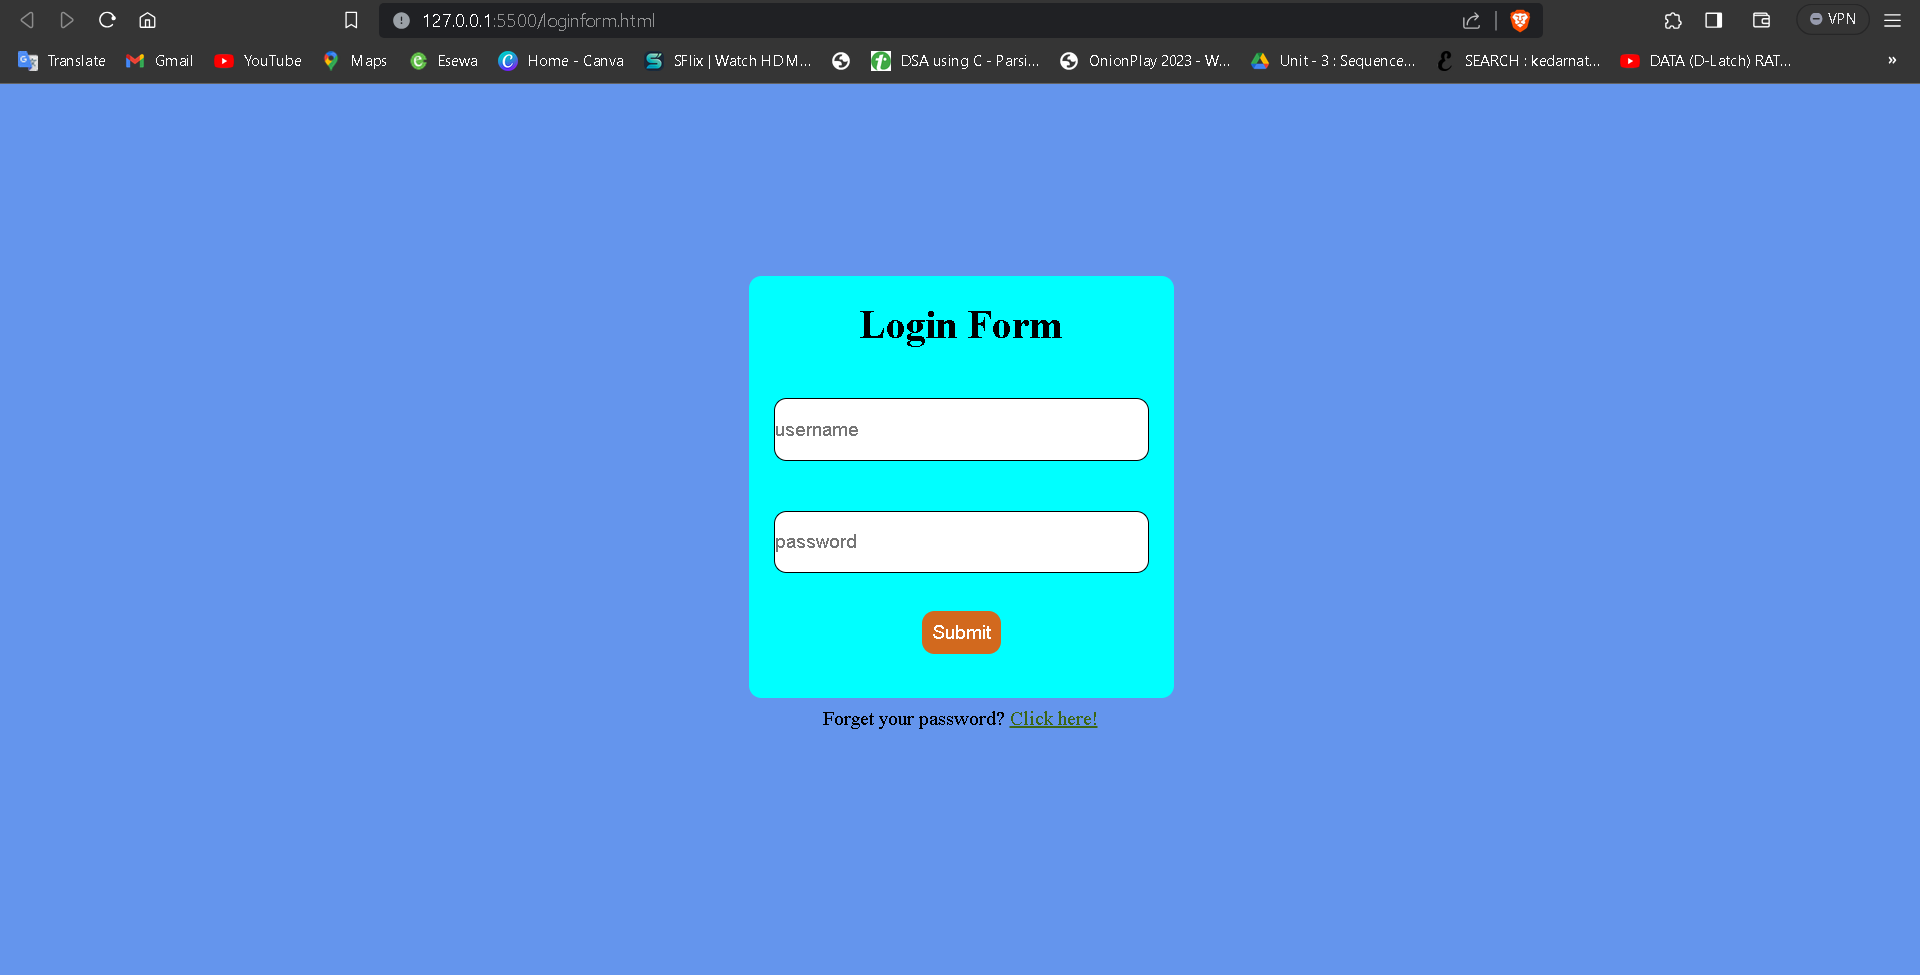 127.0.0.1:5500/loginform.html VPN
Translate Gmail YouTube Maps Esewa Home - Canva SFlix | Watch HD M... DSA using C - Parsi... OnionPlay 2023 - W... Unit - 3 : Sequence... SEARCH : kedarnat... DATA (D-Latch) RAT... »
Login Form
username
password
Submit
Forget your password? Click here!